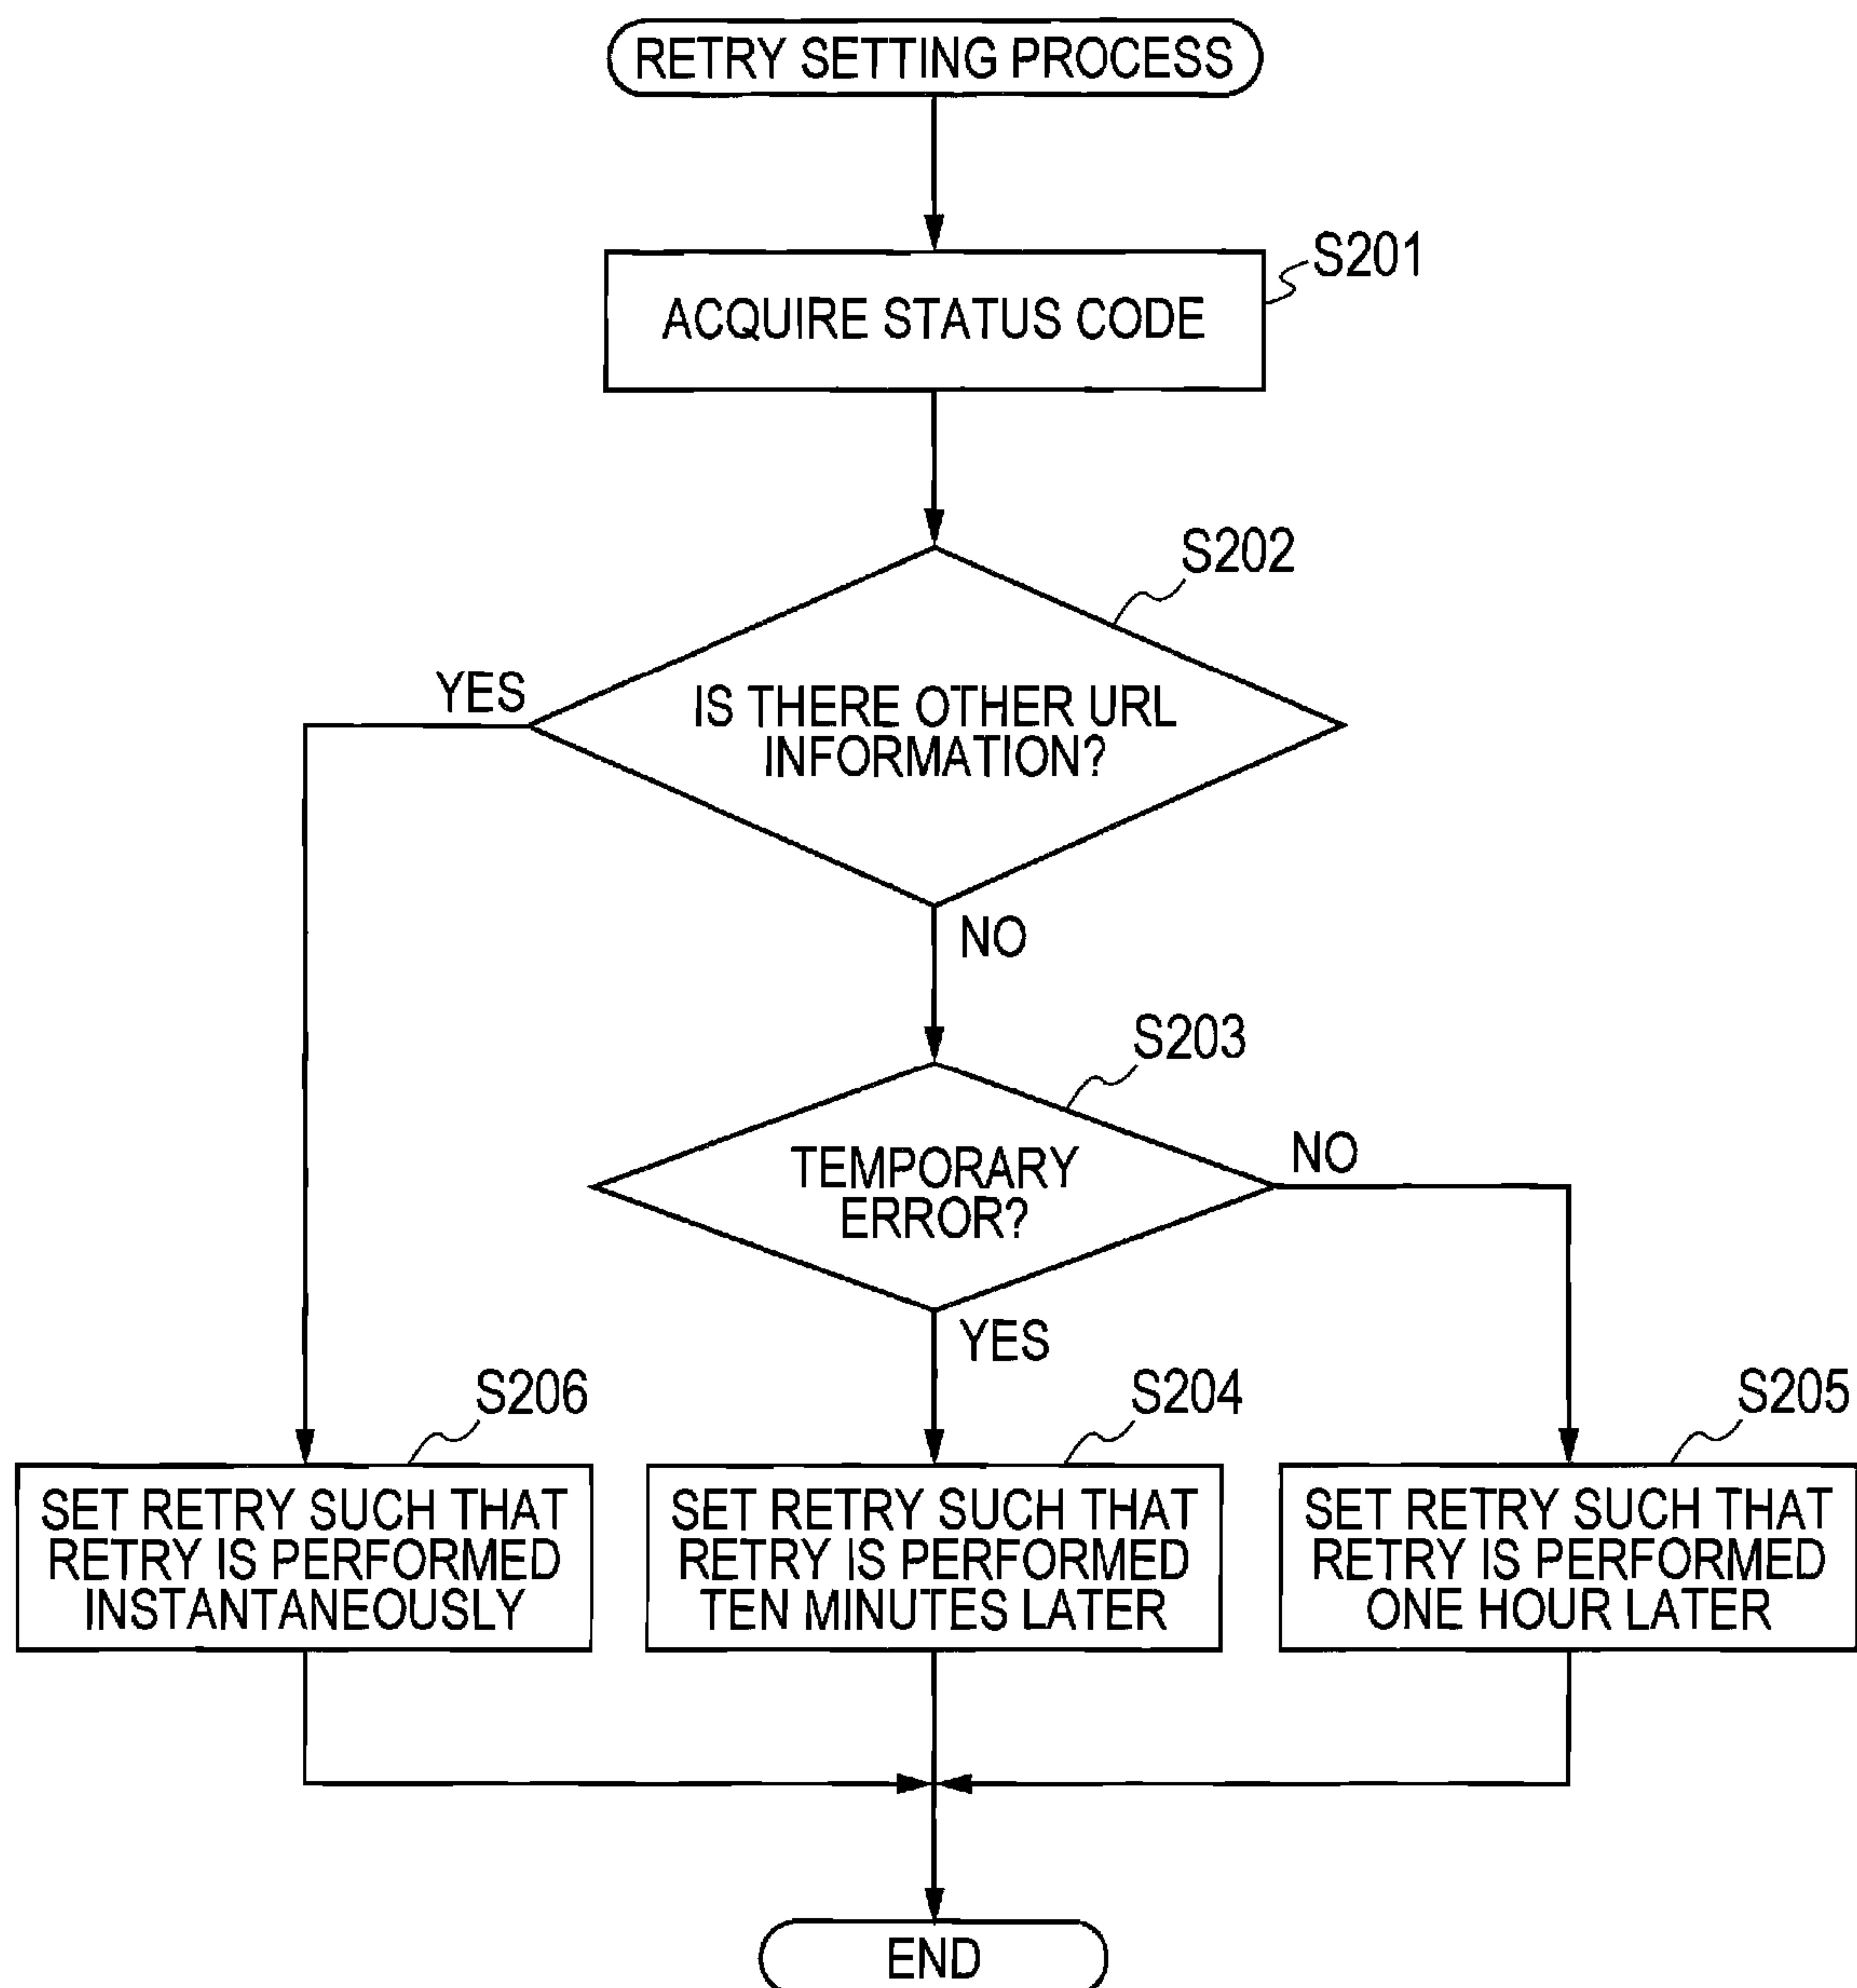 RETRY SETTING PROCESS
S201
ACQUIRE STATUS CODE
S202
YES
IS THERE OTHER URL
INFORMATION?
NO
S203
NO
TEMPORARY
ERROR?
YES
S206
SET RETRY SUCH THAT
RETRY IS PERFORMED
INSTANTANEOUSLY
S204
SET RETRY SUCH THAT
RETRY IS PERFORMED
TEN MINUTES LATER
S205
SET RETRY SUCH THAT
RETRY IS PERFORMED
ONE HOUR LATER
END